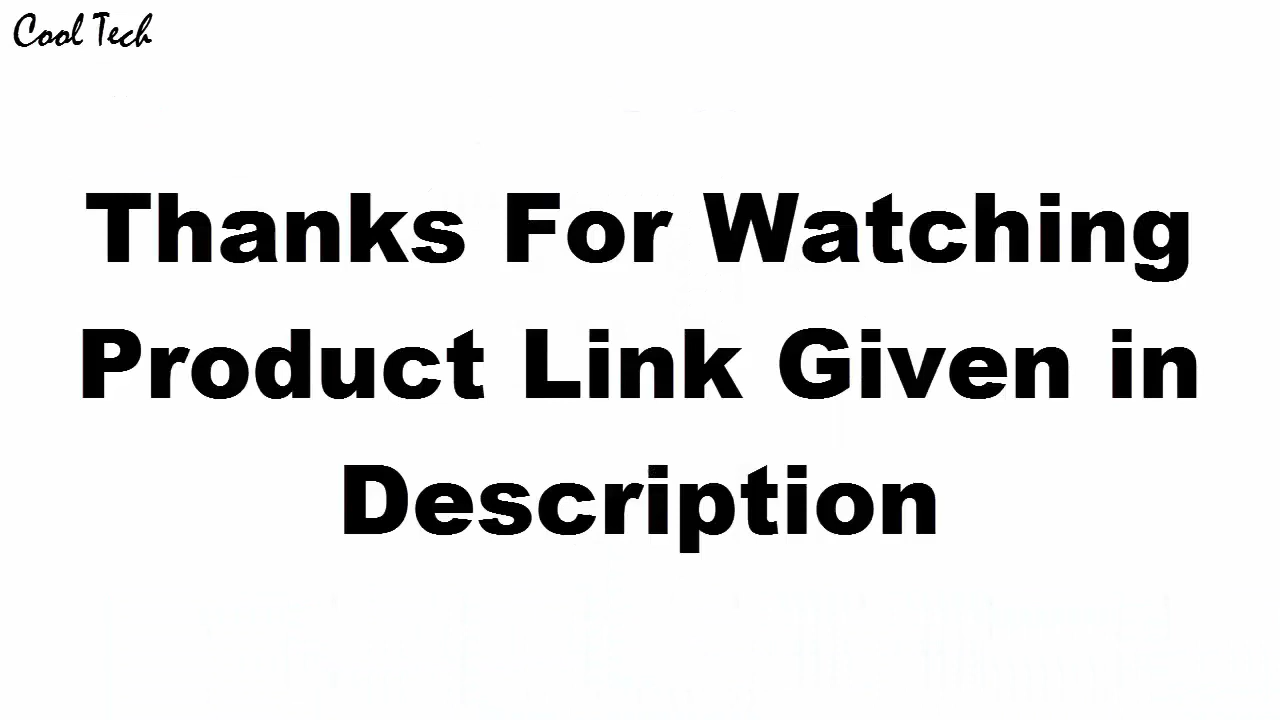 Cool Tech
Thanks For Watching
Product Link Given in
Description